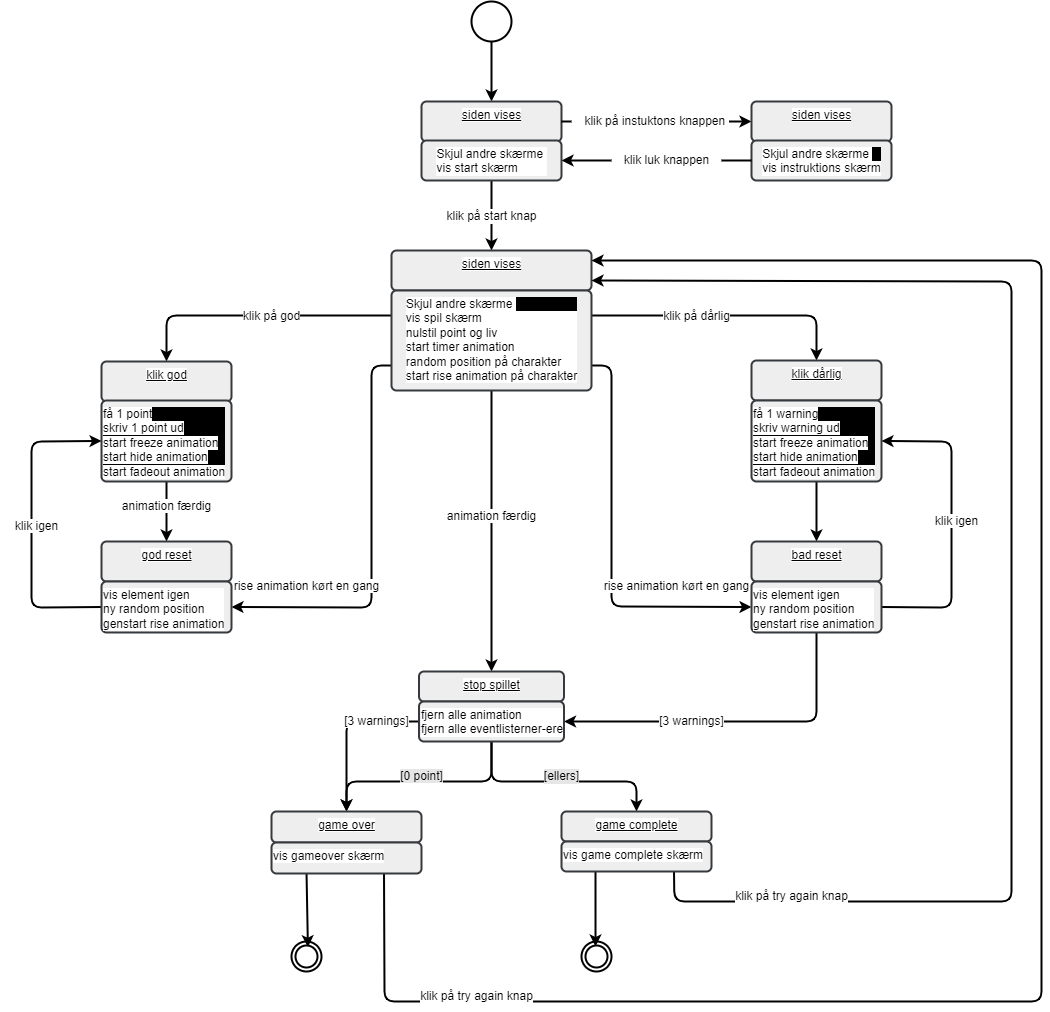 siden vises
klik på instuktons knappen
siden vises
Skjul andre skærme
vis start skærm
klik luk knappen
Skjul andre skærme
vis instruktions skærm
klik på start knap
siden vises
Skjul andre skærme
vis spil skærm
nulstil point og liv
start timer animation
random position på charakter
start rise animation på charakter
klik på god
klik på dårlig
klik god
få 1 point
skriv 1 point ud
start freeze animation
start hide animation
start fadeout animation
klik dårlig
få 1 warning
skriv warning ud
start freeze animation
start hide animation
start fadeout animation
animation færdig
animation færdig
klik igen
klik igen
god reset
vis element igen
ny random position
genstart rise animation
rise animation kørt en gang
rise animation kørt en gang
bad reset
vis element igen
ny random position
genstart rise animation
stop spillet
fjern alle animation
fjern alle eventlisterner-ere
[3 warnings]
[3 warnings]
[0 point]
[ellers]
game over
vis gameover skærm
game complete
vis game complete skærm
klik på try again knap
klik på try again knap